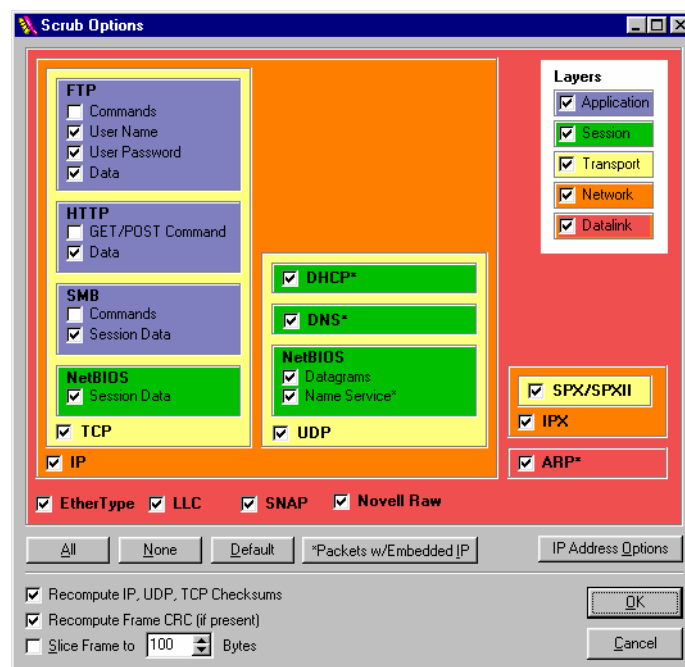 Scrub Options
FTP
Commands
User Name
User Password
Data
HTTP
GET/POST Command
Data
SMB
Commands
Session Data
NetBIOS
Session Data
TCP
DHCP*
DNS*
NetBIOS
Datagrams
Name Service*
UDP
IP
Layers
Application
Session
Transport
Network
Datalink
SPX/SPXII
IPX
ARP*
EtherType LLC SNAP Novell Raw
All None Default *Packets w/Embedded IP IP Address Options
Recompute IP, UDP, TCP Checksums
Recompute Frame CRC (if present)
Slice Frame to 100 Bytes
OK
Cancel